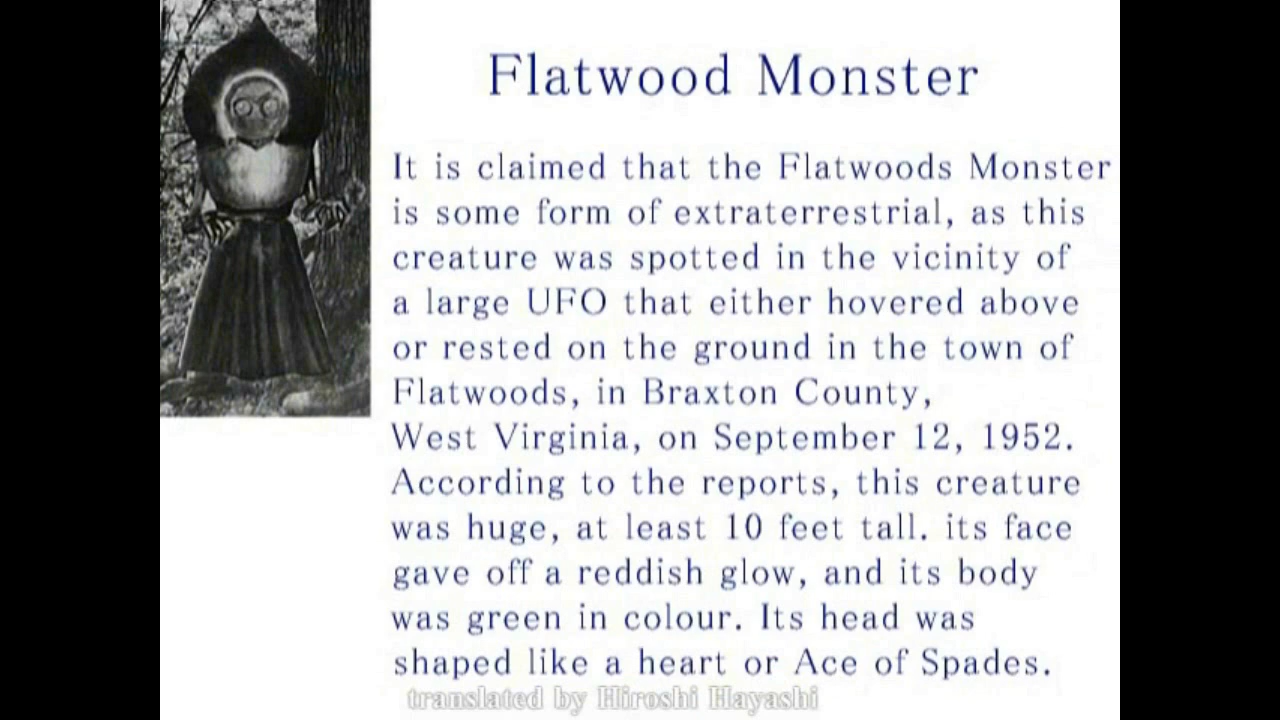 Flatwood Monster
It is claimed that the Flatwoods Monster
is some form of extraterrestrial, as this
creature was spotted in the vicinity of
a large UFO that either hovered above
or rested on the ground in the town of
Flatwoods, in Braxton County,
West Virginia, on September 12, 1952.
According to the reports, this creature
was huge, at least 10 feet tall. its face
gave off a reddish glow, and its body
was green in colour. Its head was
shaped like a heart or Ace of Spades.
translated by Hiroshi Hayashi